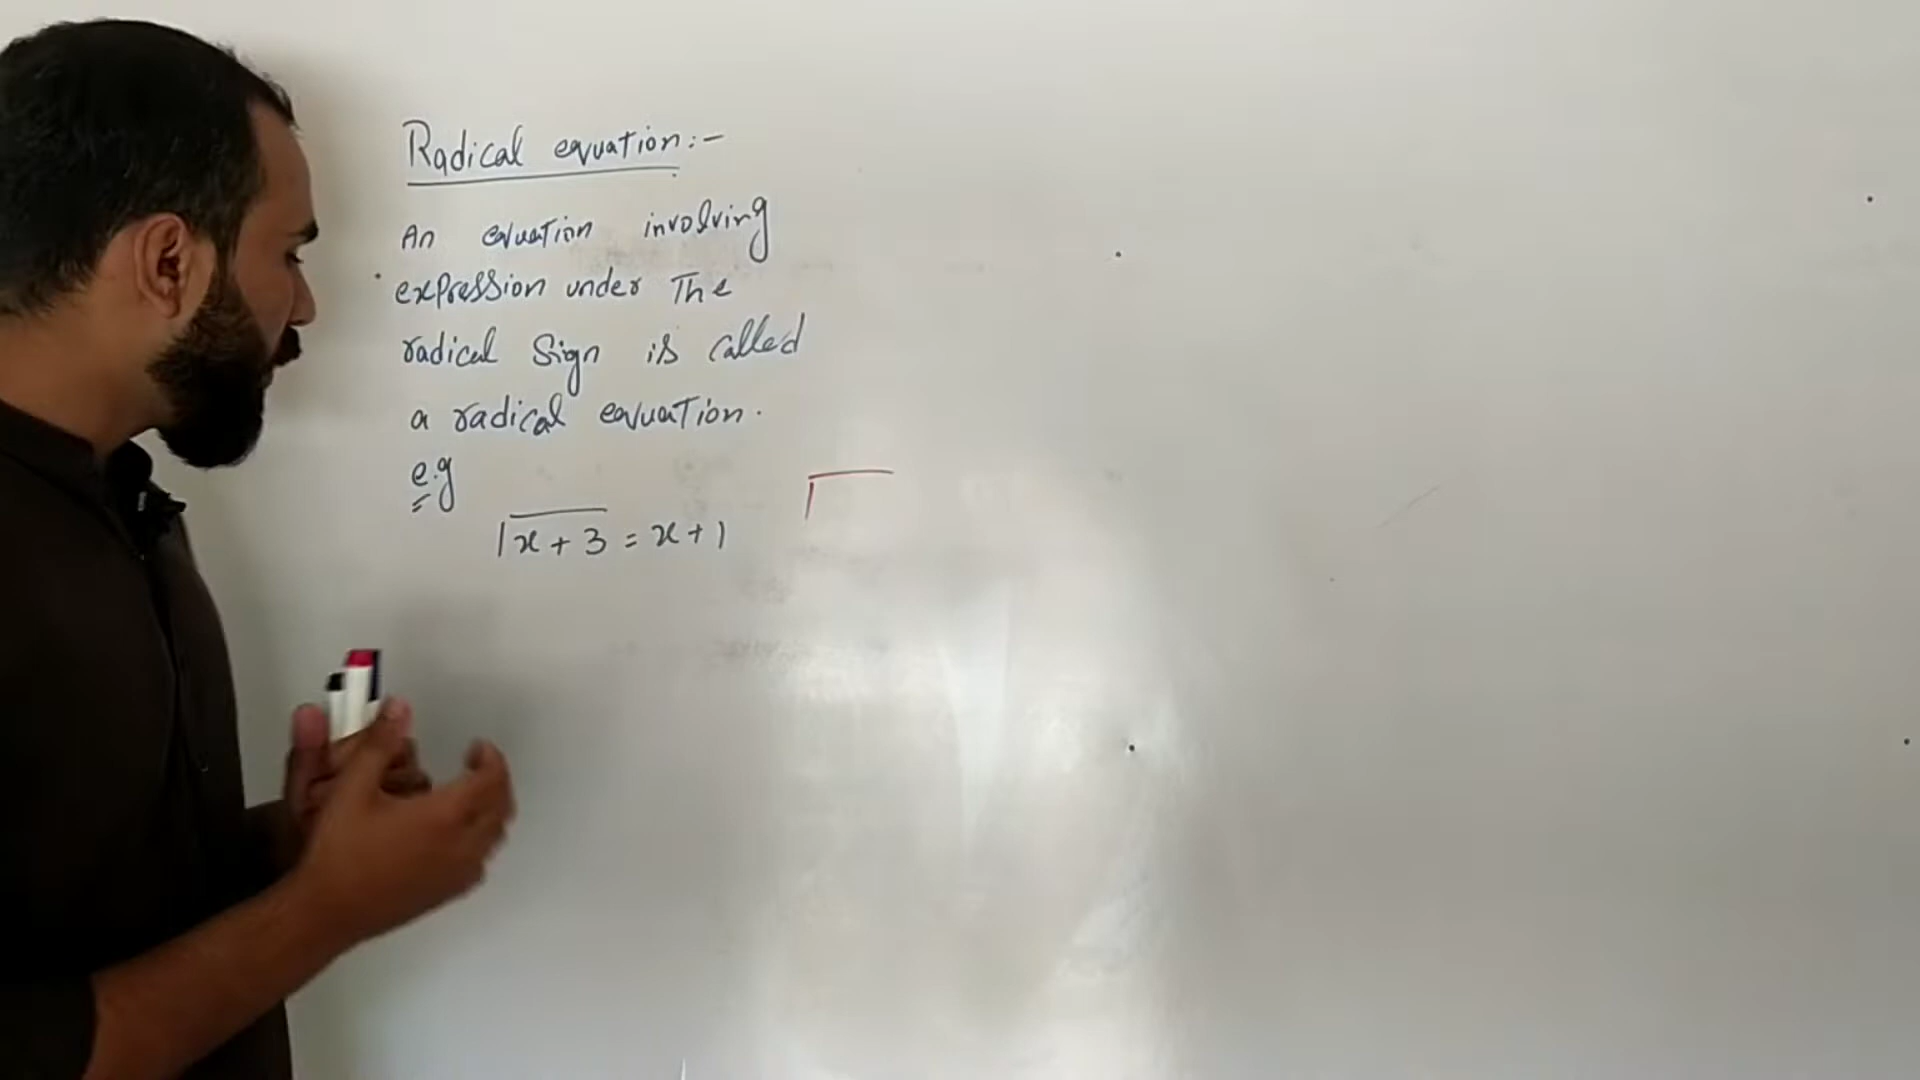 Radical equation:-
An equation involving
expression under The
radical Sign is called
a radical equation.
e.g
√x+3 = x+1
√